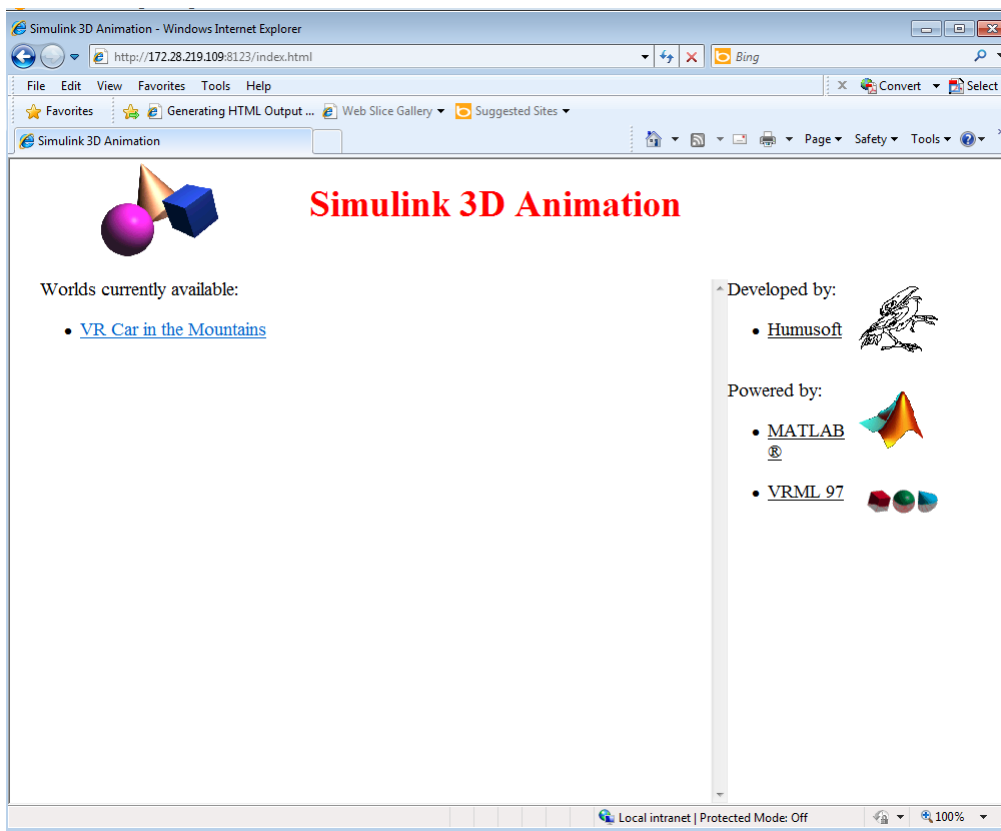 Simulink 3D Animation - Windows Internet Explorer
http://172.28.219.109:8123/index.html
Bing
File Edit View Favorites Tools Help
x Convert Select
Favorites Generating HTML Output ... Web Slice Gallery Suggested Sites
Simulink 3D Animation
Page Safety Tools
Simulink 3D Animation
Worlds currently available:
• VR Car in the Mountains
Developed by:
• Humusoft
Powered by:
• MATLAB
®
• VRML 97
Local intranet | Protected Mode: Off
100%